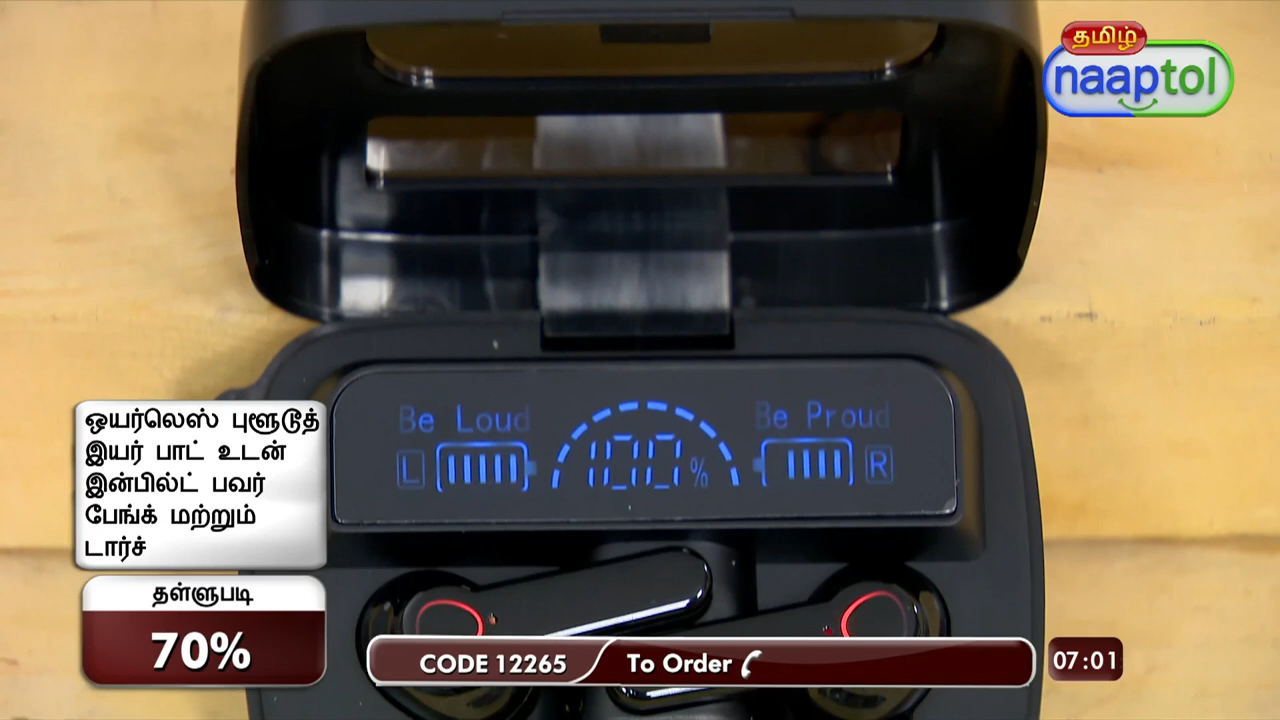 தமிழ்
naaptol
Be Loud
Be Proud
L
100%
R
ஒயர்லெஸ் புளூடூத்
இயர் பாட் உடன்
இன்பில்ட் பவர்
பேங்க் மற்றும்
டார்ச்
தள்ளுபடி
70%
CODE 12265
To Order
07:01